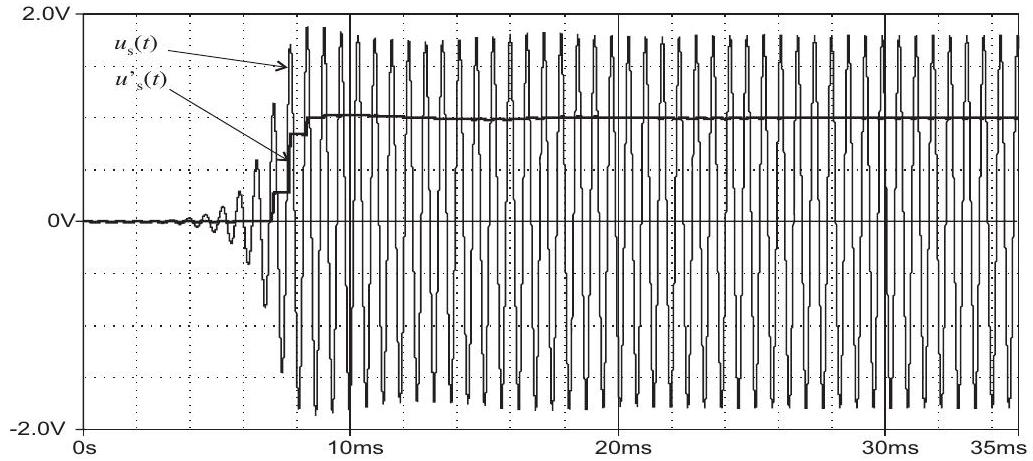 2.0V
uₛ(t)
u'ₛ(t)
0V
-2.0V
0s 10ms 20ms 30ms 35ms